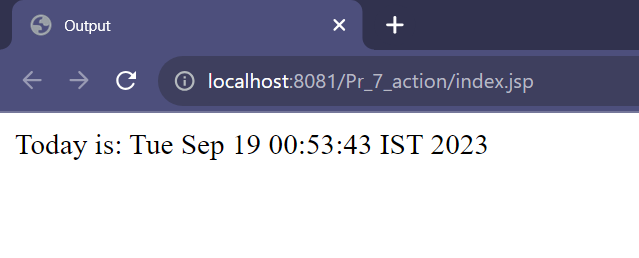 Output
localhost:8081/Pr_7_action/index.jsp
Today is: Tue Sep 19 00:53:43 IST 2023